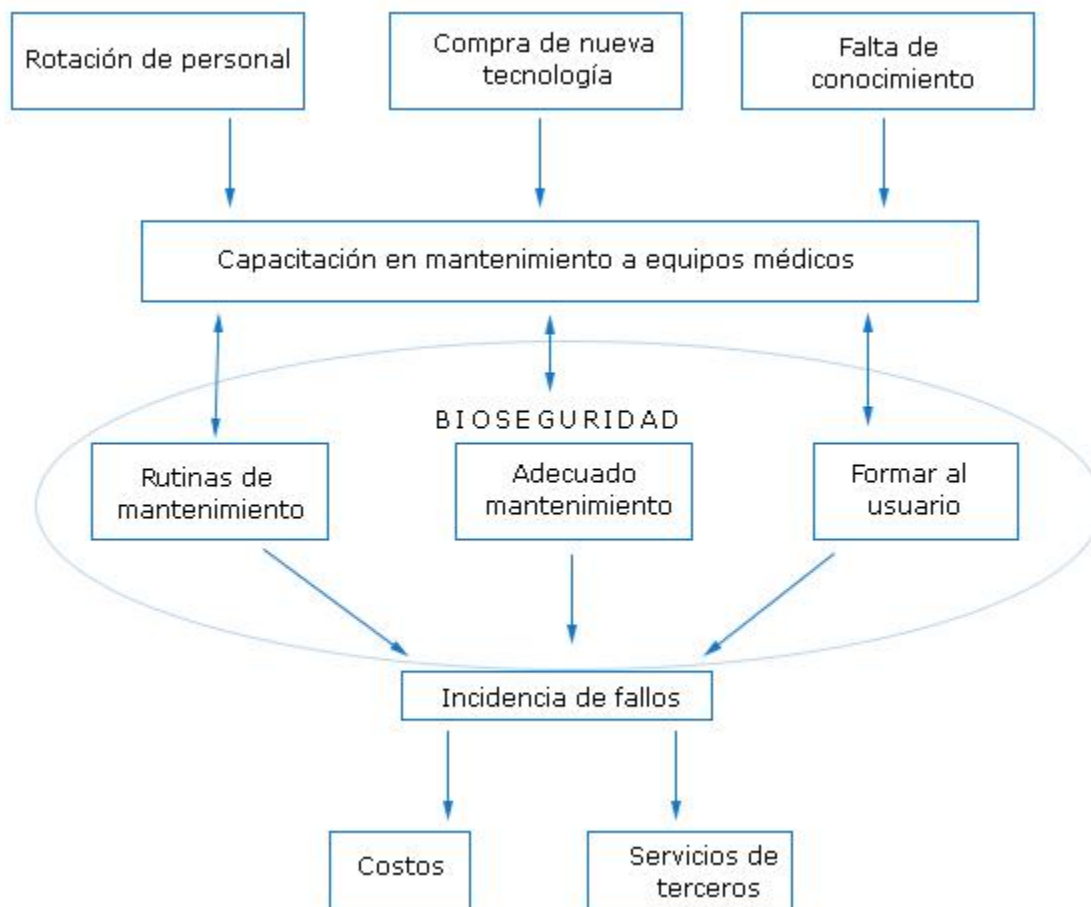 Rotación de personal
Compra de nueva
tecnología
Falta de
conocimiento
Capacitación en mantenimiento a equipos médicos
BIOSEGURIDAD
Rutinas de
mantenimiento
Adecuado
mantenimiento
Formar al
usuario
Incidencia de fallos
Costos
Servicios de
terceros